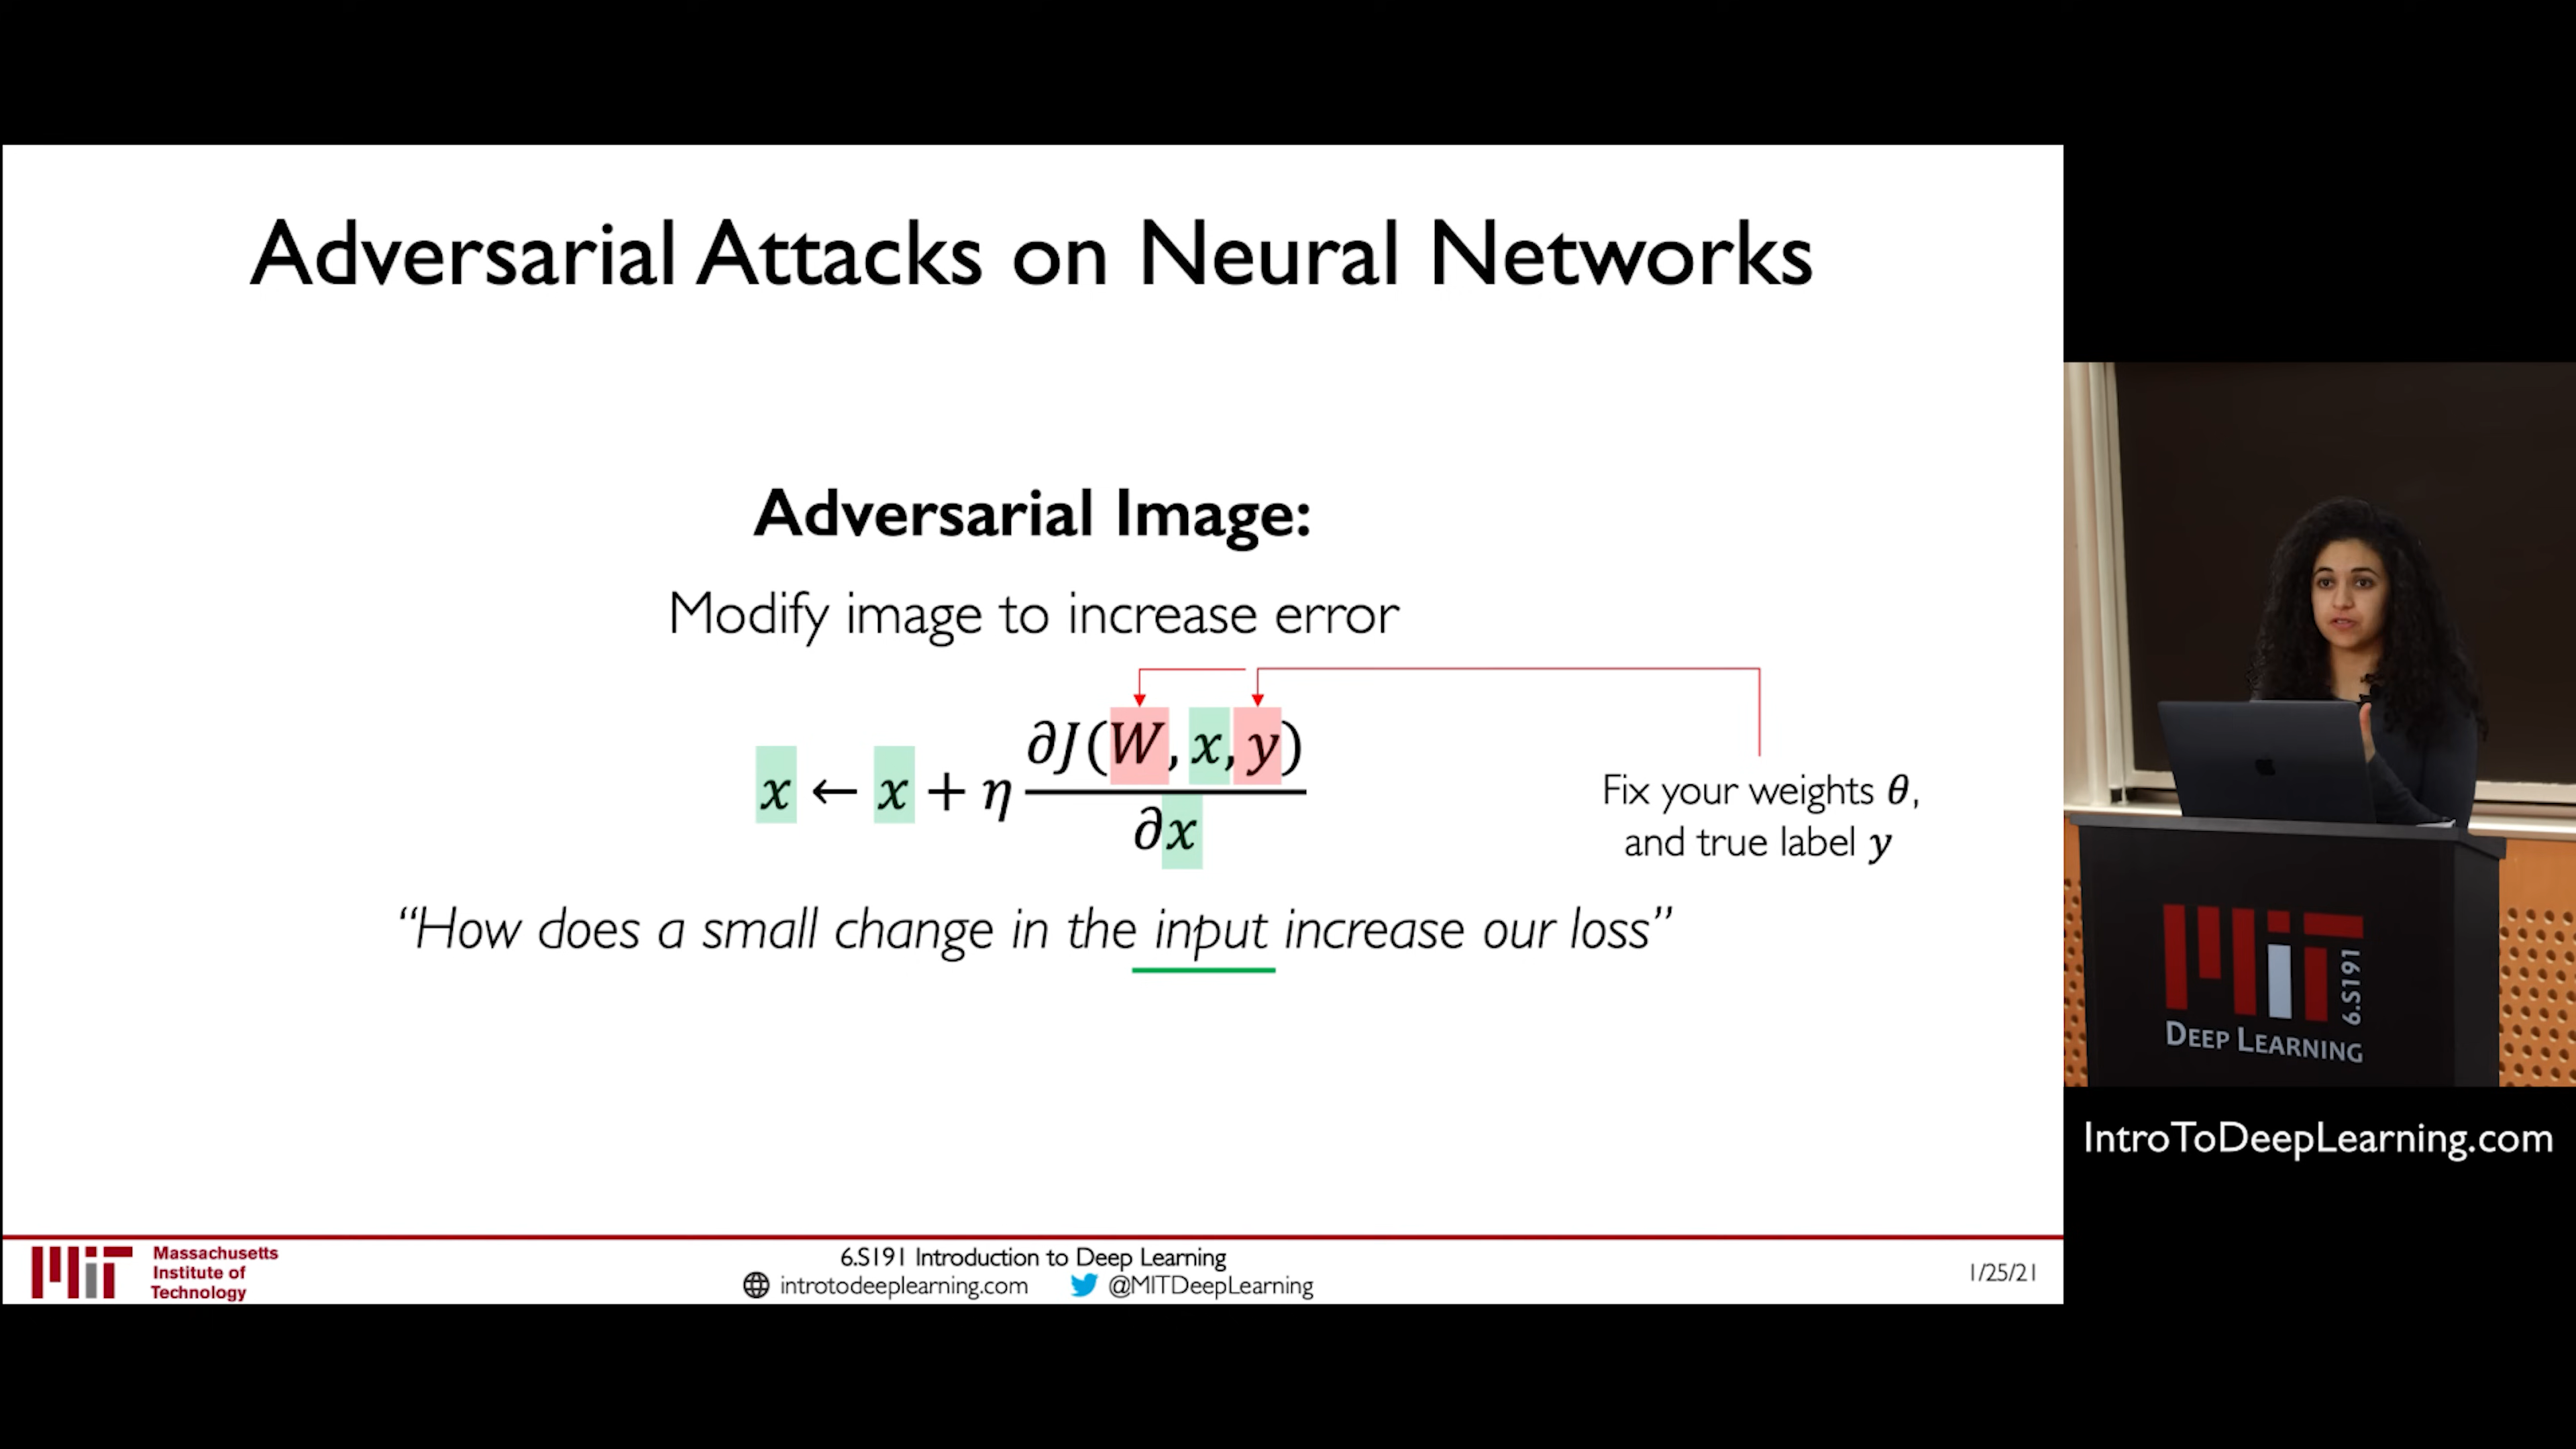 Adversarial Attacks on Neural Networks
Adversarial Image:
Modify image to increase error
x ← x + η ∂J(W, x, y) / ∂x
Fix your weights θ,
and true label y
“How does a small change in the input increase our loss”
MiT
Massachusetts
Institute of
Technology
6.S191 Introduction to Deep Learning
introtodeeplearning.com @MITDeepLearning
1/25/21
MiT 6.S191
DEEP LEARNING
IntroToDeepLearning.com